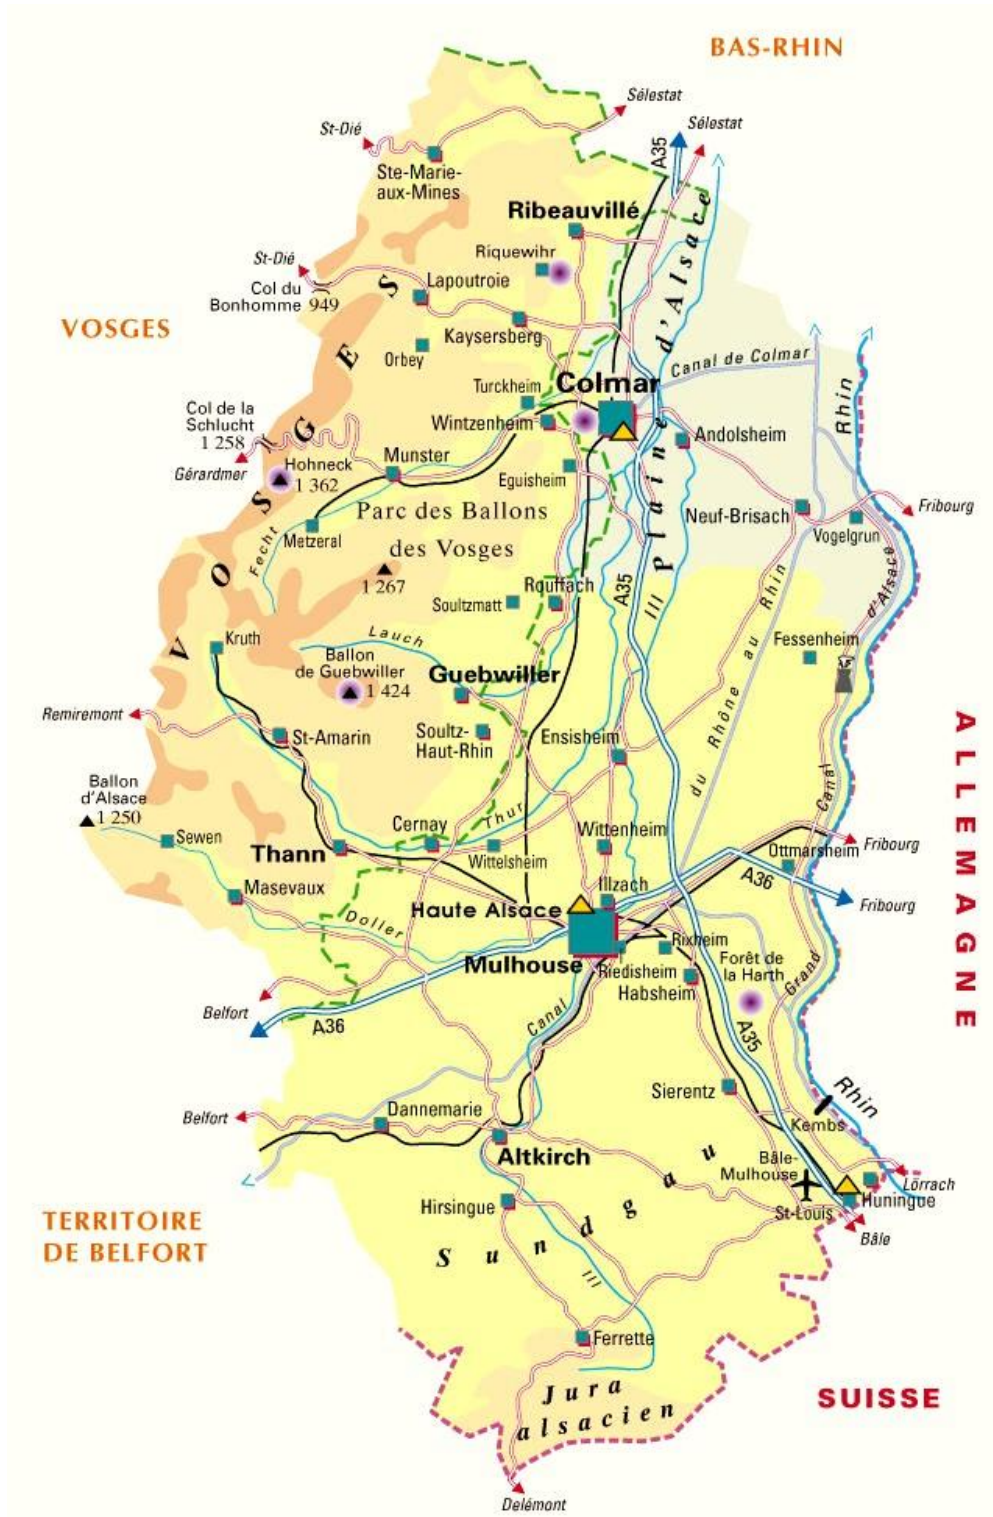 BAS-RHIN
Sélestat
Sélestat
St-Dié
A35
Ste-Marie-
aux-Mines
Ribeauvillé
Riquewihr
St-Dié
Lapoutroie
Col du
Bonhomme 949
VOSGES
Kaysersberg
Orbey
Plaine d'Alsace
Canal de Colmar
Rhin
Turckheim
Colmar
Col de la
Schlucht
1 258
Wintzenheim
Andolsheim
Gérardmer
Munster
Hohneck
1 362
Eguisheim
VOSGES
Parc des Ballons
des Vosges
Neuf-Brisach
Fribourg
Vogelgrun
Metzeral
Fecht
1 267
Rouffach
A35
Ill
Soultzmatt
Canal du Rhône au Rhin
Fessenheim
Kruth
Lauch
Ballon
de Guebwiller
1 424
Guebwiller
Remiremont
St-Amarin
Soultz-
Haut-Rhin
Ensisheim
ALLEMAGNE
Ballon
d'Alsace
1 250
Sewen
Cernay
Thur
Wittenheim
Grand Canal d'Alsace
Thann
Wittelsheim
Ottmarsheim
Fribourg
A36
Masevaux
Illzach
Haute Alsace
Fribourg
Doller
Mulhouse
Rixheim
Riedisheim
Habsheim
Forêt de
la Harth
Belfort
A36
A35
Sierentz
Rhin
Belfort
Dannemarie
Kembs
Altkirch
Bâle-
Mulhouse
Lörrach
Hirsingue
St-Louis
Huningue
TERRITOIRE
DE BELFORT
Bâle
Sundgau
Ill
Ferrette
Jura
alsacien
SUISSE
Delémont